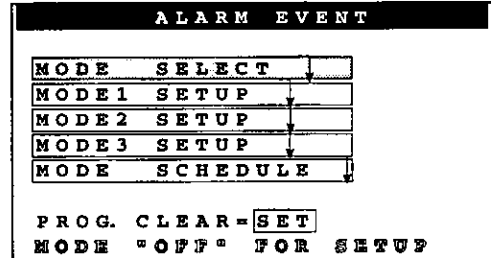 ALARM EVENT
MODE SELECT
MODE1 SETUP
MODE2 SETUP
MODE3 SETUP
MODE SCHEDULE
PROG. CLEAR=SET
MODE "OFF" FOR SETUP